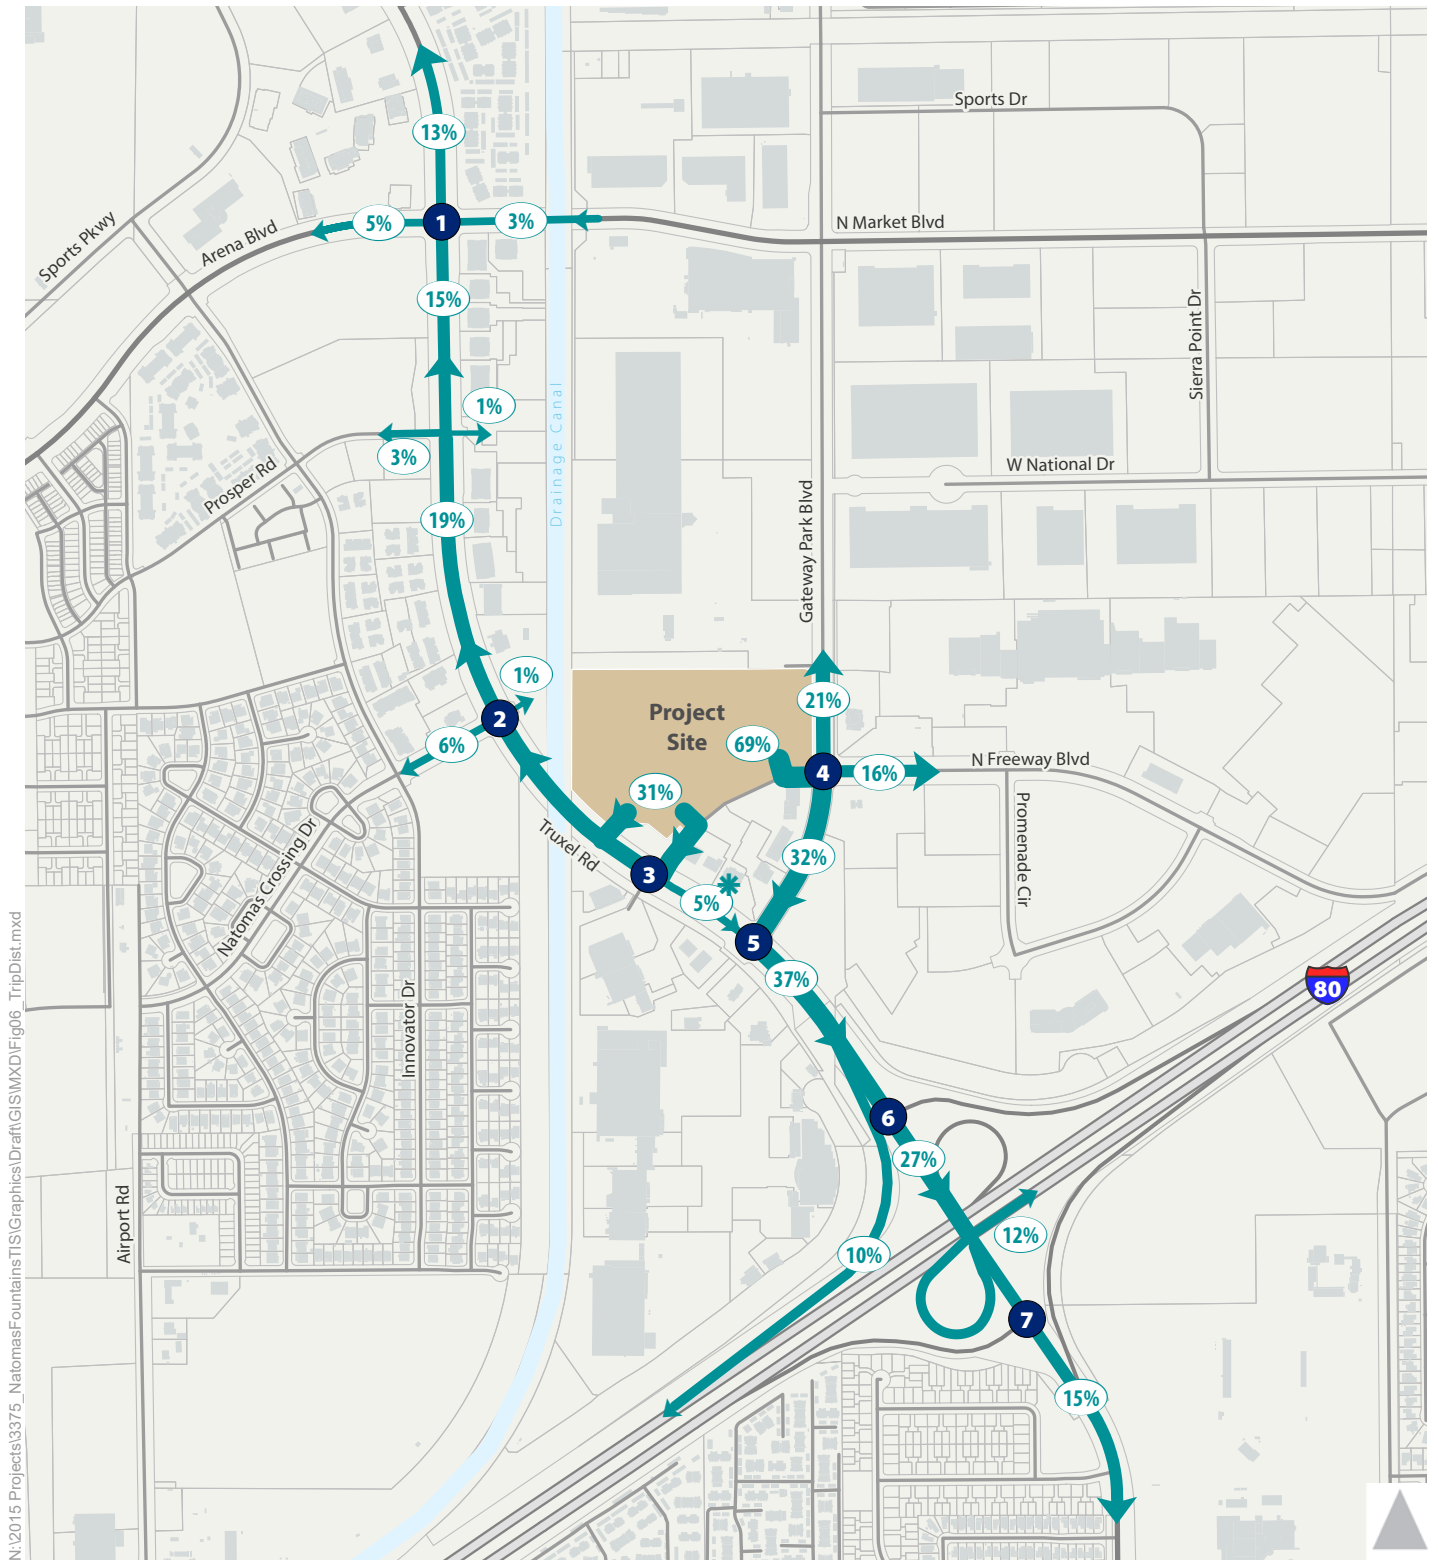 Sports Dr
13%
N Market Blvd
5%
1
3%
Arena Blvd
Sports Pkwy
15%
Sierra Point Dr
1%
Drainage Canal
3%
W National Dr
Prosper Rd
19%
Gateway Park Blvd
1%
2
6%
Project
Site
21%
69%
4
16%
N Freeway Blvd
31%
Promenade Cir
Truxel Rd
32%
3
Natomas Crossing Dr
5%
5
37%
80
Innovator Dr
6
27%
Airport Rd
10%
12%
7
15%
N:\2015 Projects\3375_NatomasFountainsTIS\Graphics\Draft\GIS\MXD\Fig06_TripDist.mxd